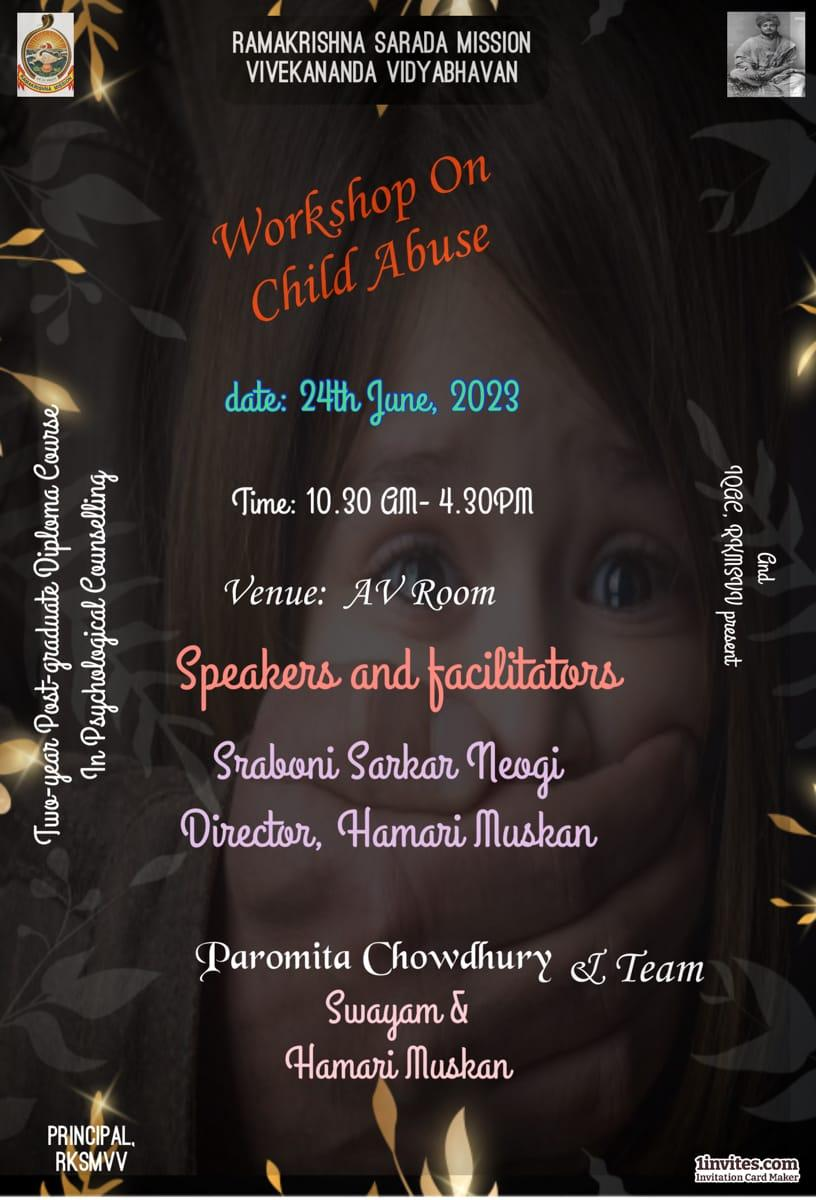 RAMAKRISHNA SARADA MISSION
VIVEKANANDA VIDYABHAVAN
Workshop On
Child Abuse
date: 24th June, 2023
Time: 10.30 AM- 4.30PM
Venue: AV Room
Two-year Post-graduate Diploma Course
In Psychological Counselling
And
IQAC, RKMSVV present
Speakers and facilitators
Sraboni Sarkar Neogi
Director, Hamari Muskan
Paromita Chowdhury & Team
Swayam &
Hamari Muskan
PRINCIPAL,
RKSMVV
1invites.com
Invitation Card Maker